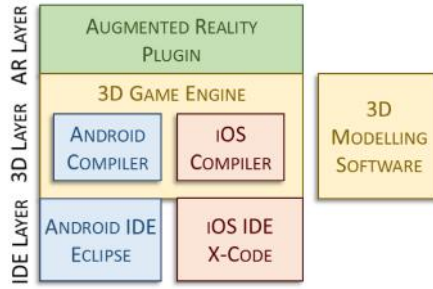 AR LAYER
AUGMENTED REALITY
PLUGIN
3D LAYER
3D GAME ENGINE
ANDROID
COMPILER
iOS
COMPILER
3D
MODELLING
SOFTWARE
IDE LAYER
ANDROID IDE
ECLIPSE
iOS IDE
X-CODE